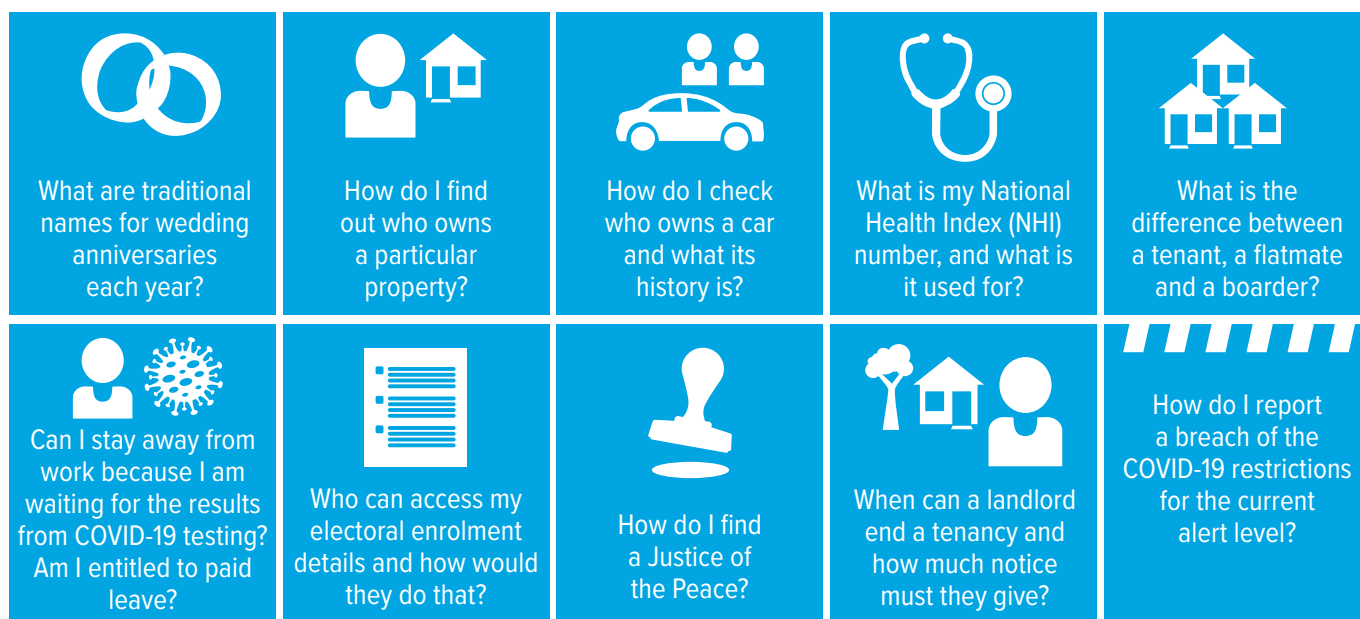 What are traditional
names for wedding
anniversaries
each year?
How do I find
out who owns
a particular
property?
How do I check
who owns a car
and what its
history is?
What is my National
Health Index (NHI)
number, and what is
it used for?
What is the
difference between
a tenant, a flatmate
and a boarder?
Can I stay away from
work because I am
waiting for the results
from COVID-19 testing?
Am I entitled to paid
leave?
Who can access my
electoral enrolment
details and how would
they do that?
How do I find
a Justice of
the Peace?
When can a landlord
end a tenancy and
how much notice
must they give?
How do I report
a breach of the
COVID-19 restrictions
for the current
alert level?